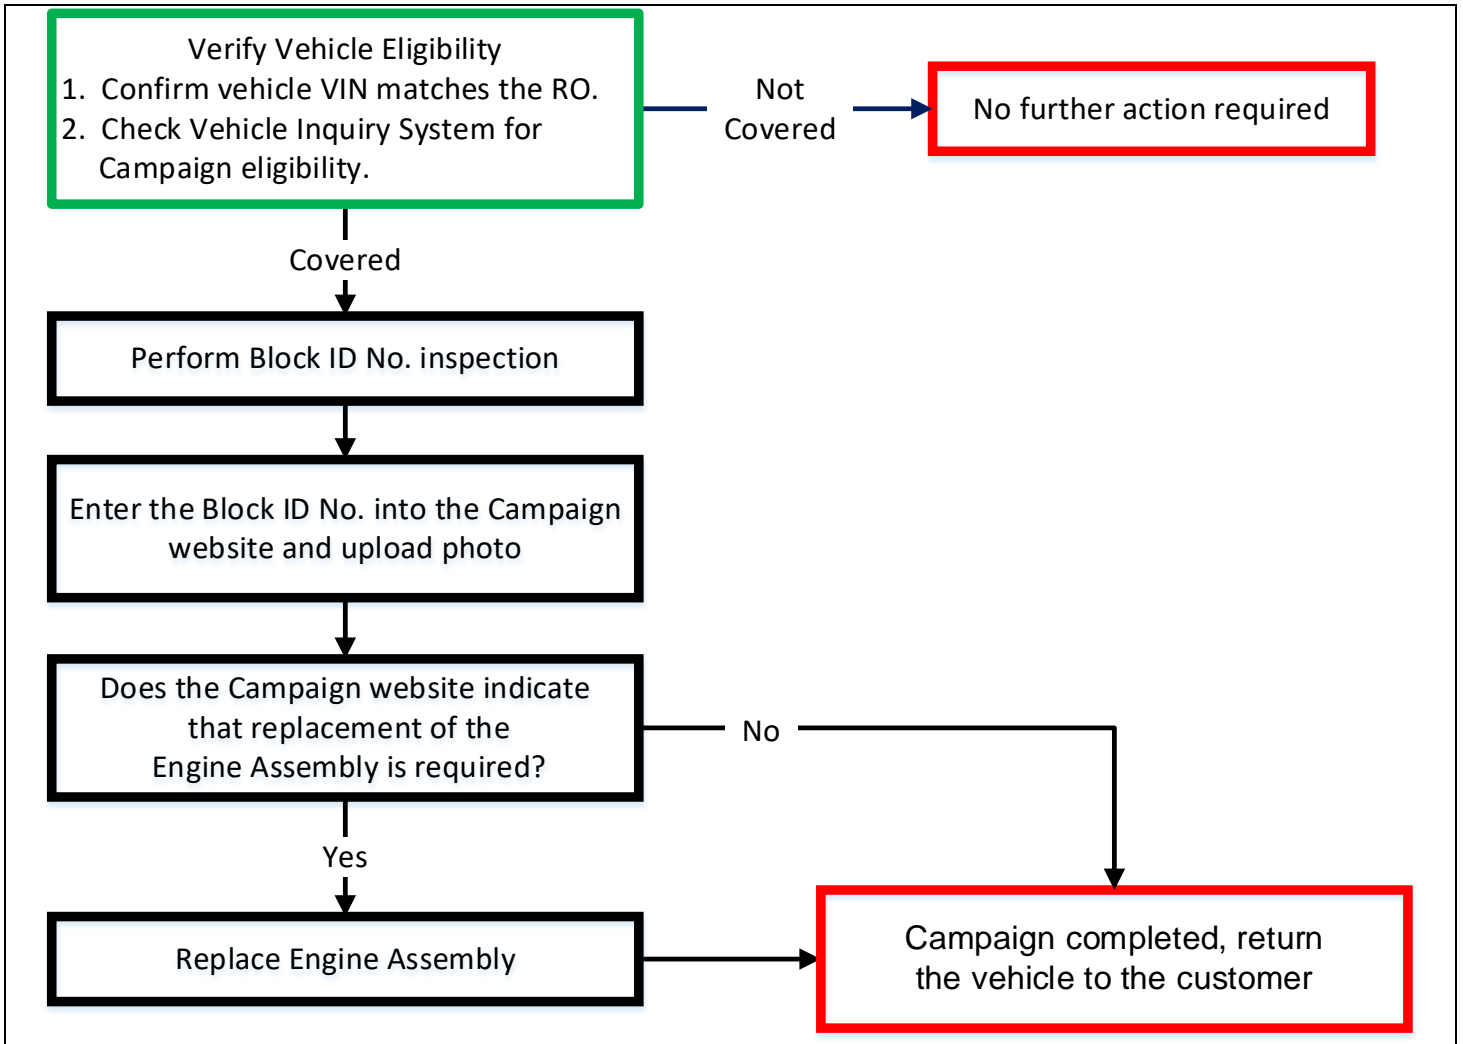 Verify Vehicle Eligibility
1. Confirm vehicle VIN matches the RO.
2. Check Vehicle Inquiry System for
Campaign eligibility.
Not
Covered
No further action required
Covered
Perform Block ID No. inspection
Enter the Block ID No. into the Campaign
website and upload photo
Does the Campaign website indicate
that replacement of the
Engine Assembly is required?
No
Yes
Replace Engine Assembly
Campaign completed, return
the vehicle to the customer